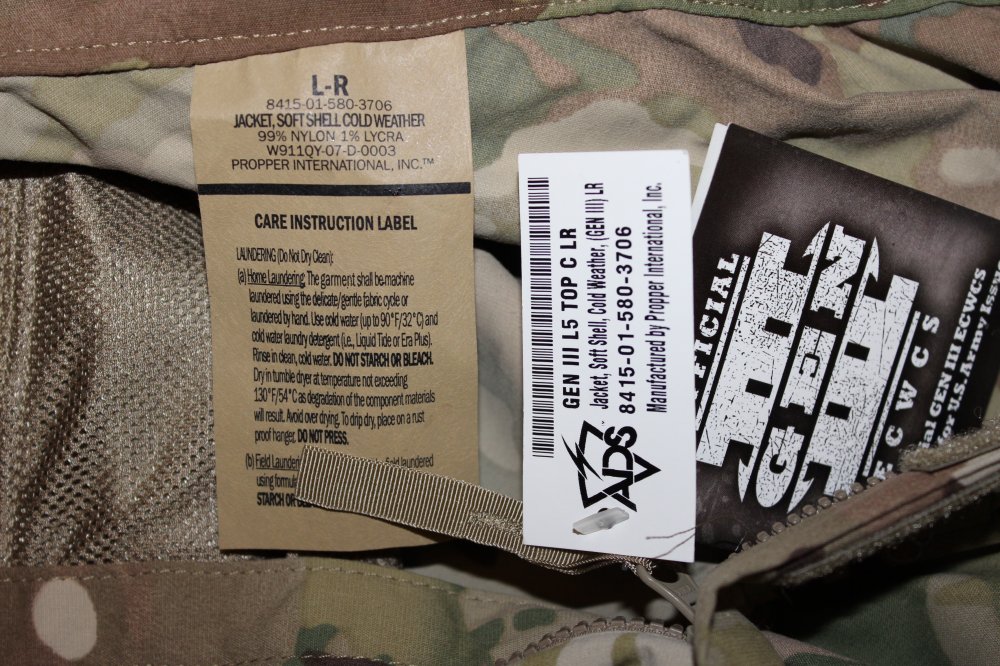 L-R
8415-01-580-3706
JACKET, SOFT SHELL COLD WEATHER
99% NYLON 1% LYCRA
W911QY-07-D-0003
PROPPER INTERNATIONAL, INC.™
CARE INSTRUCTION LABEL
LAUNDERING (Do Not Dry Clean):
(a) Home Laundering: The garment shall be machine
laundered using the delicate/gentle fabric cycle or
laundered by hand. Use cold water (up to 90°F/32°C) and
cold water laundry detergent (i.e., Liquid Tide or Era Plus).
Rinse in clean, cold water. DO NOT STARCH OR BLEACH.
Dry in tumble dryer at temperature not exceeding
130°F/54°C as degradation of the component materials
will result. Avoid over drying. To drip dry, place on a rust
proof hanger. DO NOT PRESS.
(b) Field laundered
using
STARCH OR
GEN III L5 TOP C LR
Jacket, Soft Shell, Cold Weather, (GEN III) LR
8415-01-580-3706
Manufactured by Propper International, Inc.
ADS
GEN
III
ECWCS
GEN III ECWCS
U.S. Army